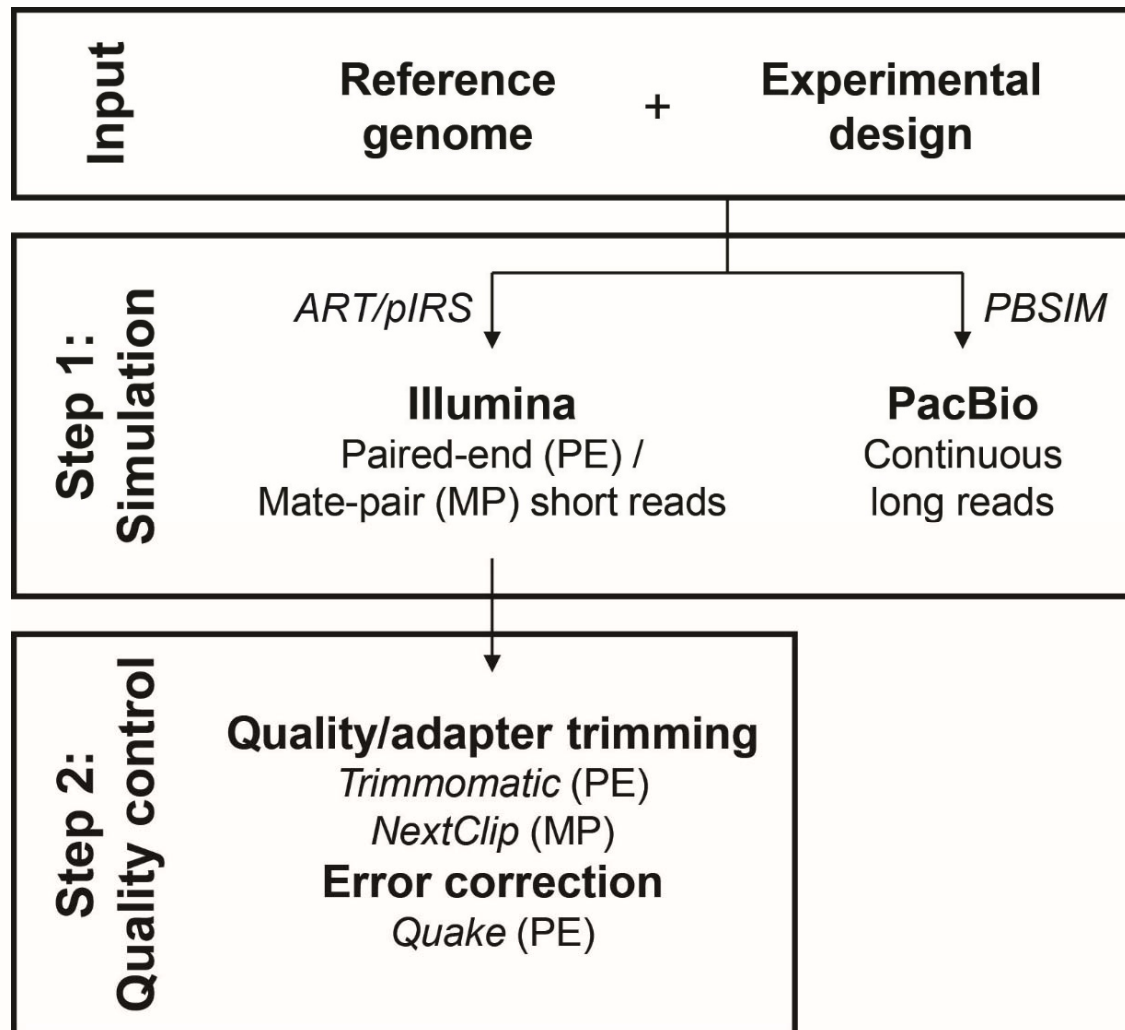 Input
Reference
genome
+
Experimental
design
Step 1:
Simulation
ART/pIRS
PBSIM
Illumina
Paired-end (PE) /
Mate-pair (MP) short reads
PacBio
Continuous
long reads
Step 2:
Quality control
Quality/adapter trimming
Trimmomatic (PE)
NextClip (MP)
Error correction
Quake (PE)